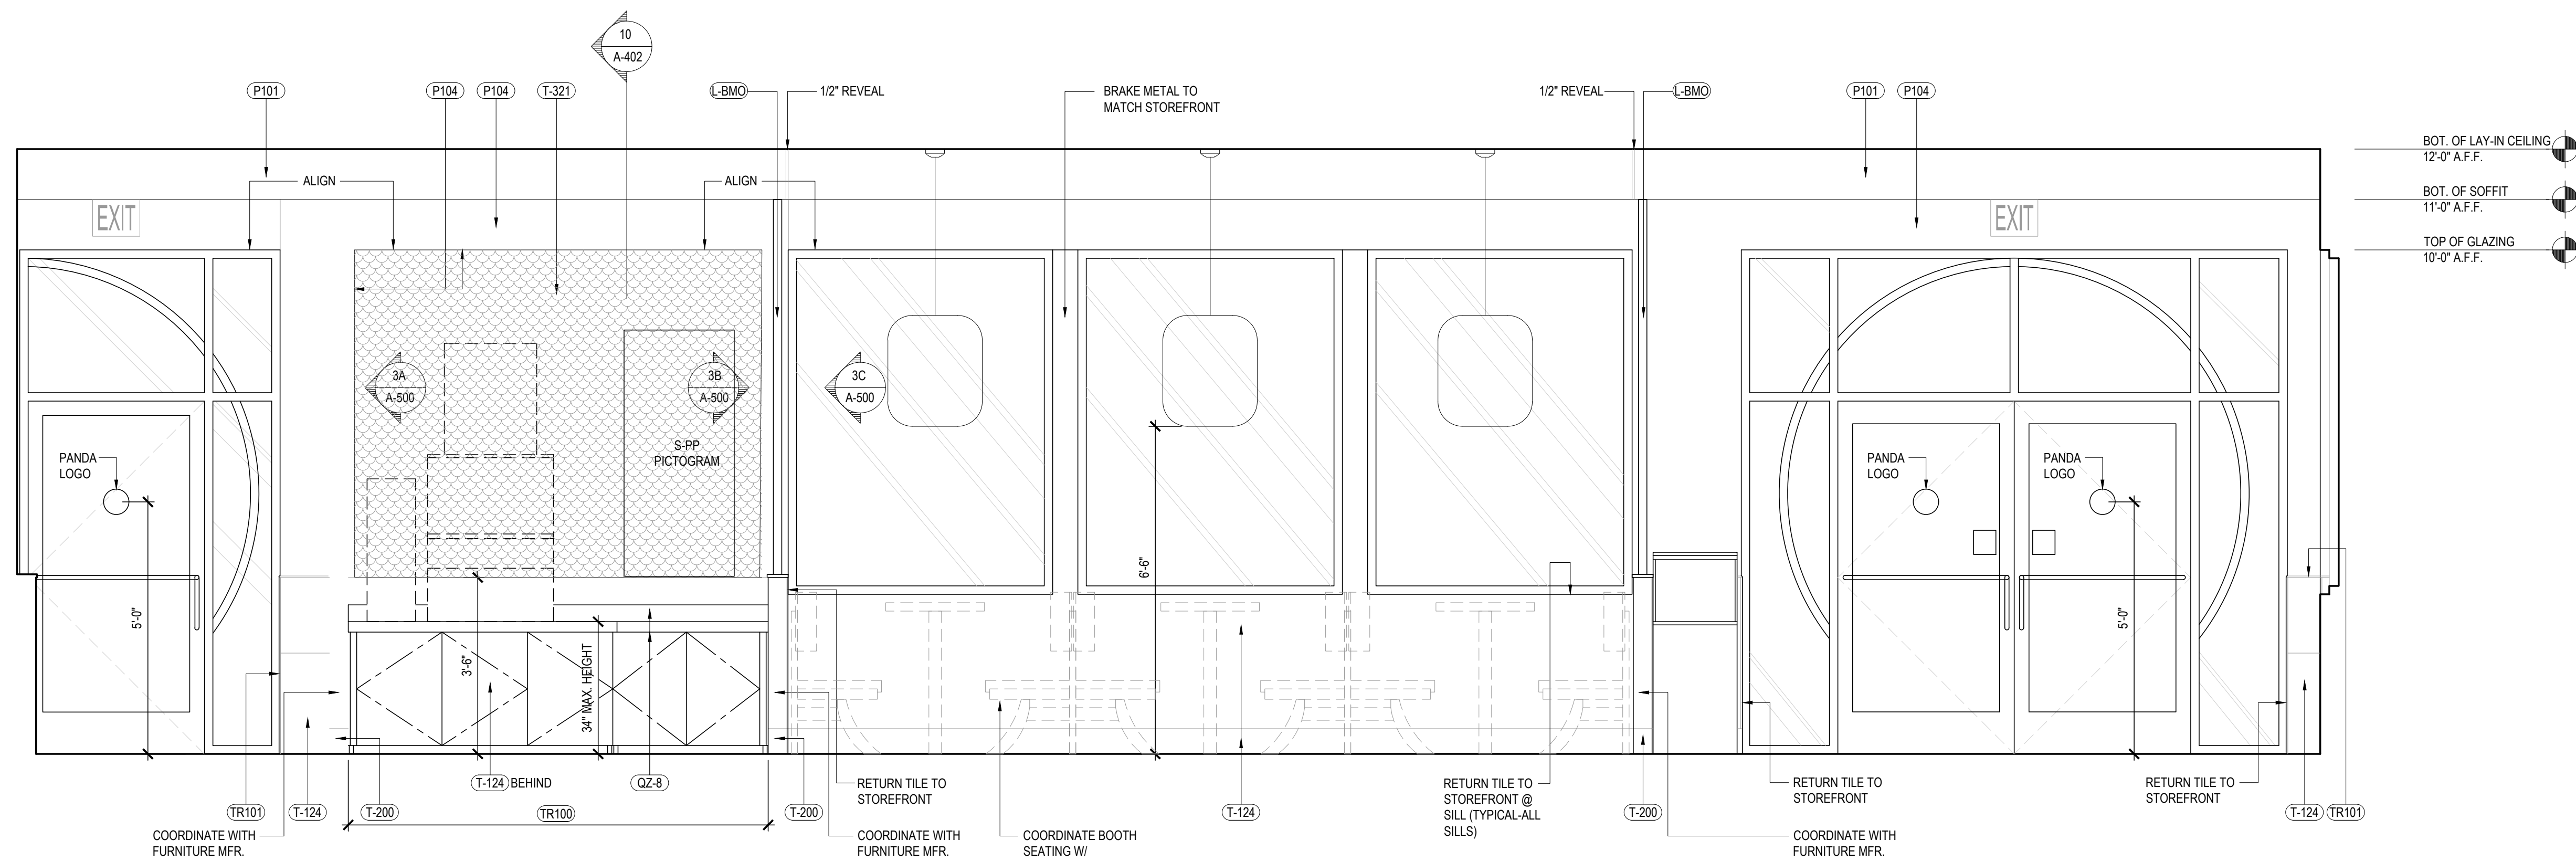 10
A-402
P101
P104
P104
T-321
L-BMO
1/2" REVEAL
BRAKE METAL TO
MATCH STOREFRONT
1/2" REVEAL
L-BMO
P101
P104
BOT. OF LAY-IN CEILING
12'-0" A.F.F.
ALIGN
ALIGN
BOT. OF SOFFIT
11'-0" A.F.F.
EXIT
EXIT
TOP OF GLAZING
10'-0" A.F.F.
3A
A-500
3B
A-500
3C
A-500
S-PP
PICTOGRAM
PANDA
LOGO
PANDA
LOGO
PANDA
LOGO
5'-0"
3'-6"
34" MAX. HEIGHT
6'-6"
5'-0"
T-124 BEHIND
QZ-8
RETURN TILE TO
STOREFRONT
RETURN TILE TO
STOREFRONT @
SILL (TYPICAL-ALL
SILLS)
RETURN TILE TO
STOREFRONT
RETURN TILE TO
STOREFRONT
TR101
T-124
T-200
TR100
T-200
T-124
T-200
T-124
TR101
COORDINATE WITH
FURNITURE MFR.
COORDINATE WITH
FURNITURE MFR.
COORDINATE BOOTH
SEATING W/
COORDINATE WITH
FURNITURE MFR.